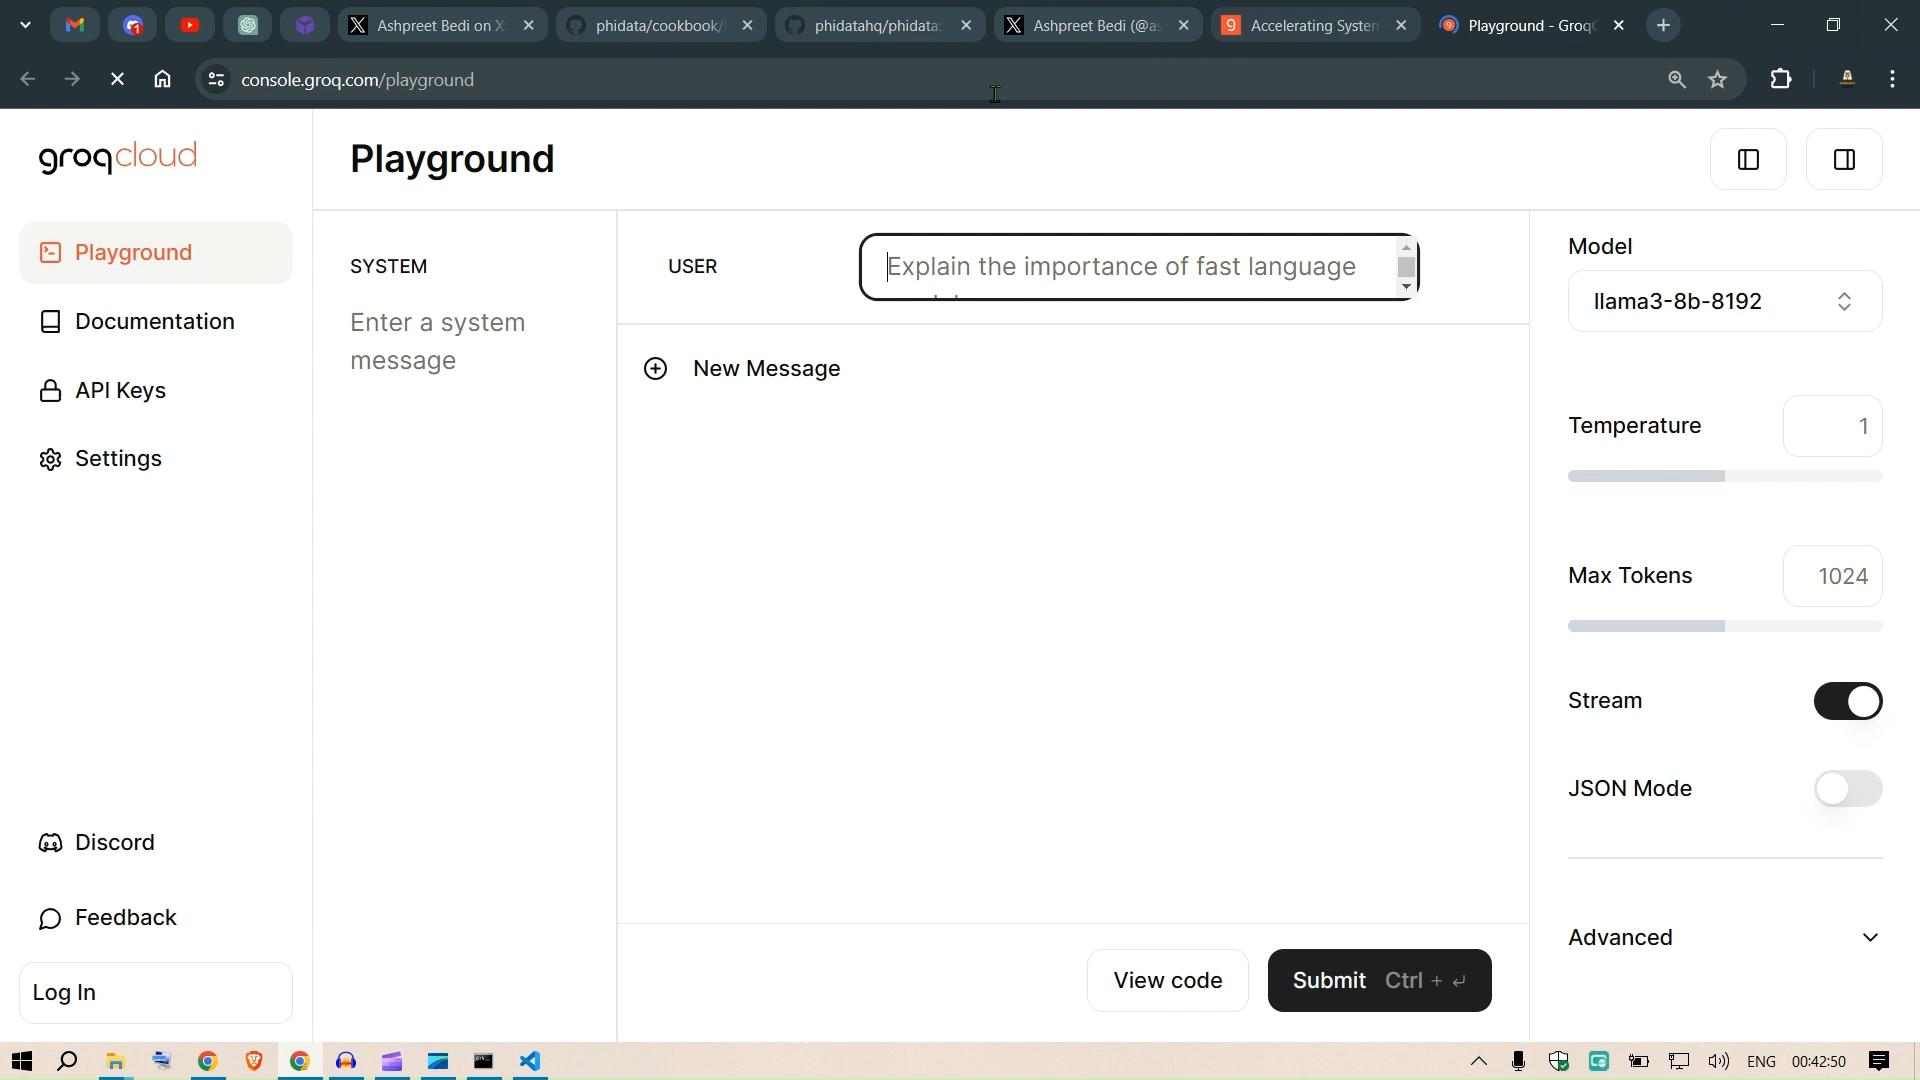 Ashpreet Bedi on X
phidata/cookbook/
phidatahq/phidata:
Ashpreet Bedi (@as
Accelerating System
Playground - Groq
console.groq.com/playground
groqcloud
Playground
Playground
Documentation
API Keys
Settings
Discord
Feedback
Log In
SYSTEM
Enter a system
message
USER
Explain the importance of fast language
New Message
View code
Submit Ctrl + ↵
Model
llama3-8b-8192
Temperature
1
Max Tokens
1024
Stream
JSON Mode
Advanced
ENG
00:42:50